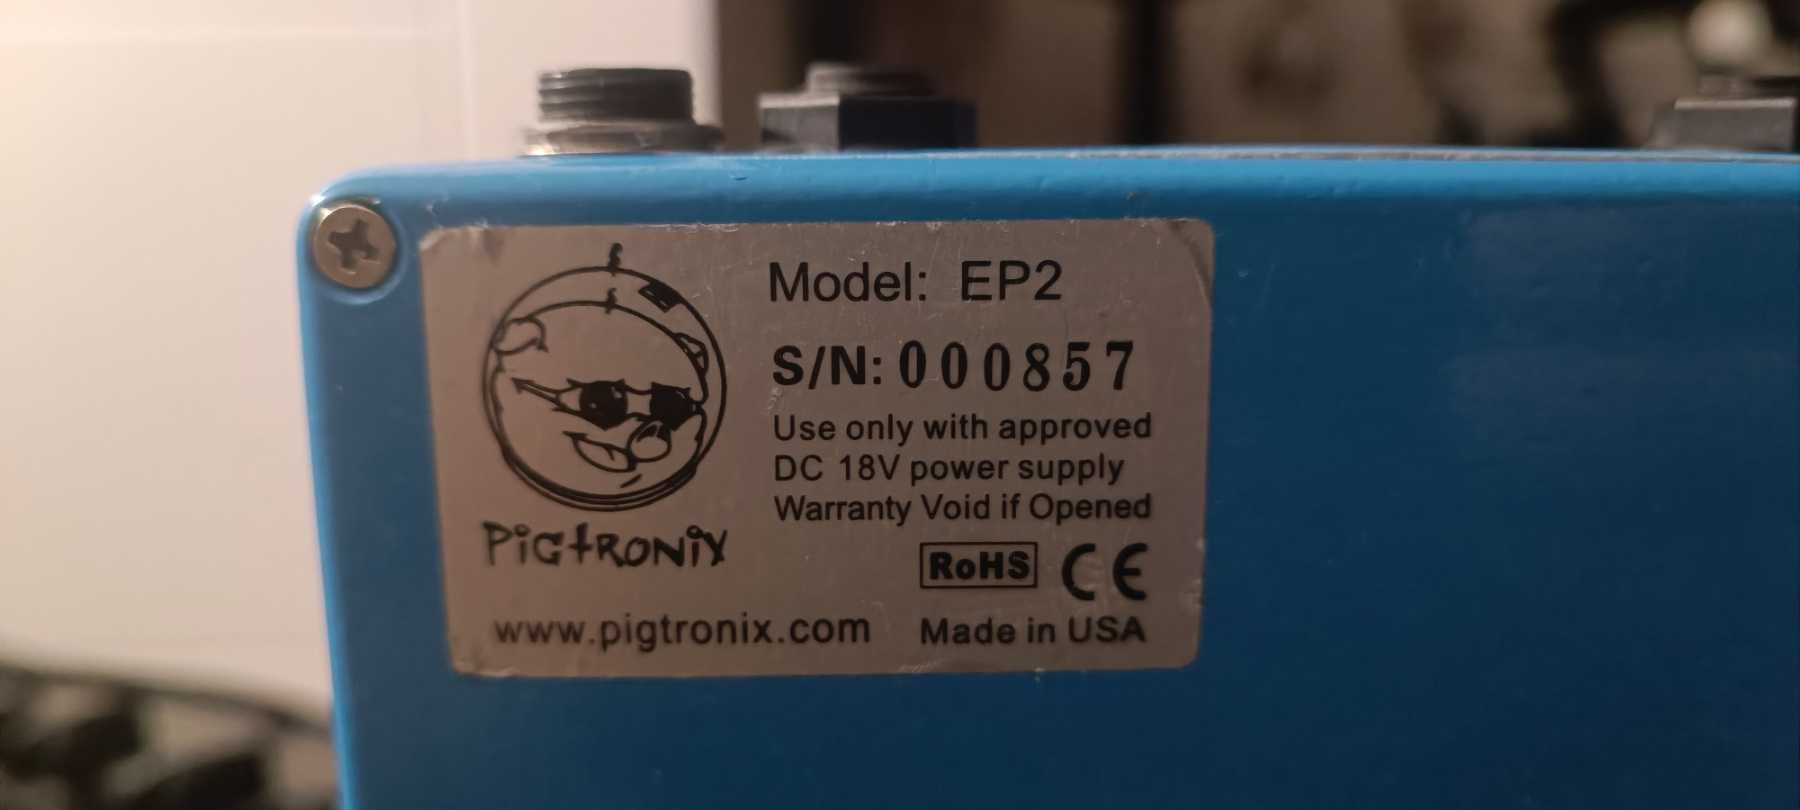 Model: EP2
S/N: 000857
Use only with approved
DC 18V power supply
Warranty Void if Opened
PiGtRONiX
RoHS CE
www.pigtronix.com Made in USA